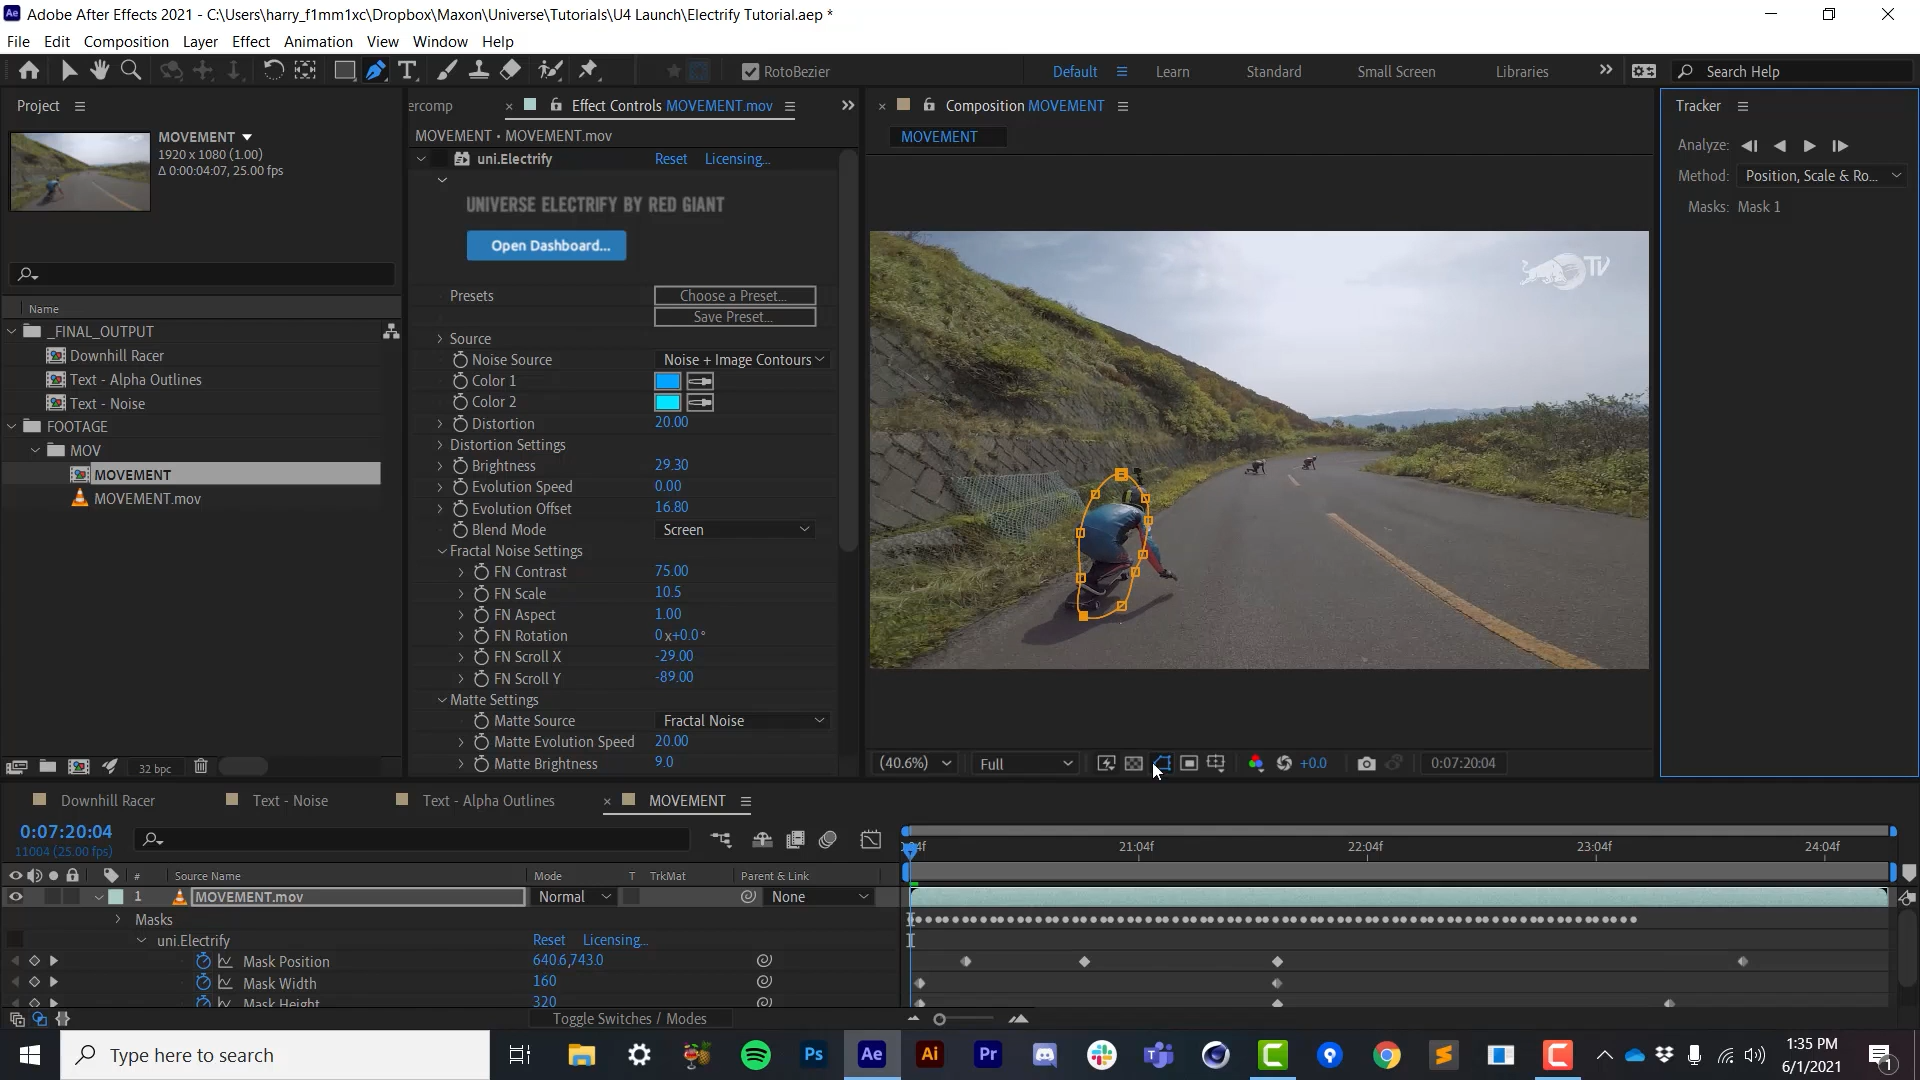 Adobe After Effects 2021 - C:\Users\harry_f1mm1xc\Dropbox\Maxon\Universe\Tutorials\U4 Launch\Electrify Tutorial.aep *
File Edit Composition Layer Effect Animation View Window Help
RotoBezier
Default
Learn
Standard
Small Screen
Libraries
Search Help
Project
MOVEMENT
1920 x 1080 (1.00)
Δ 0:00:04:07, 25.00 fps
Name
_FINAL_OUTPUT
Downhill Racer
Text - Alpha Outlines
Text - Noise
FOOTAGE
MOV
MOVEMENT
MOVEMENT.mov
32 bpc
ercomp
Effect Controls MOVEMENT.mov
MOVEMENT • MOVEMENT.mov
uni.Electrify Reset Licensing...
UNIVERSE ELECTRIFY BY RED GIANT
Open Dashboard...
Presets Choose a Preset...
Save Preset...
Source
Noise Source Noise + Image Contours
Color 1
Color 2
Distortion 20.00
Distortion Settings
Brightness 29.30
Evolution Speed 0.00
Evolution Offset 16.80
Blend Mode Screen
Fractal Noise Settings
FN Contrast 75.00
FN Scale 10.5
FN Aspect 1.00
FN Rotation 0 x+0.0°
FN Scroll X -29.00
FN Scroll Y -89.00
Matte Settings
Matte Source Fractal Noise
Matte Evolution Speed 20.00
Matte Brightness 9.0
Composition MOVEMENT
MOVEMENT
TV
(40.6%) Full +0.0 0:07:20:04
Tracker
Analyze:
Method: Position, Scale & Ro...
Masks: Mask 1
Downhill Racer
Text - Noise
Text - Alpha Outlines
MOVEMENT
0:07:20:04
11004 (25.00 fps)
21:04f 22:04f 23:04f 24:04f
# Source Name Mode T TrkMat Parent & Link
1 MOVEMENT.mov Normal None
Masks
uni.Electrify Reset Licensing...
Mask Position 640.6,743.0
Mask Width 160
Mask Height 320
Toggle Switches / Modes
Type here to search
Ps
Ae
Ai
Pr
1:35 PM
6/1/2021
1